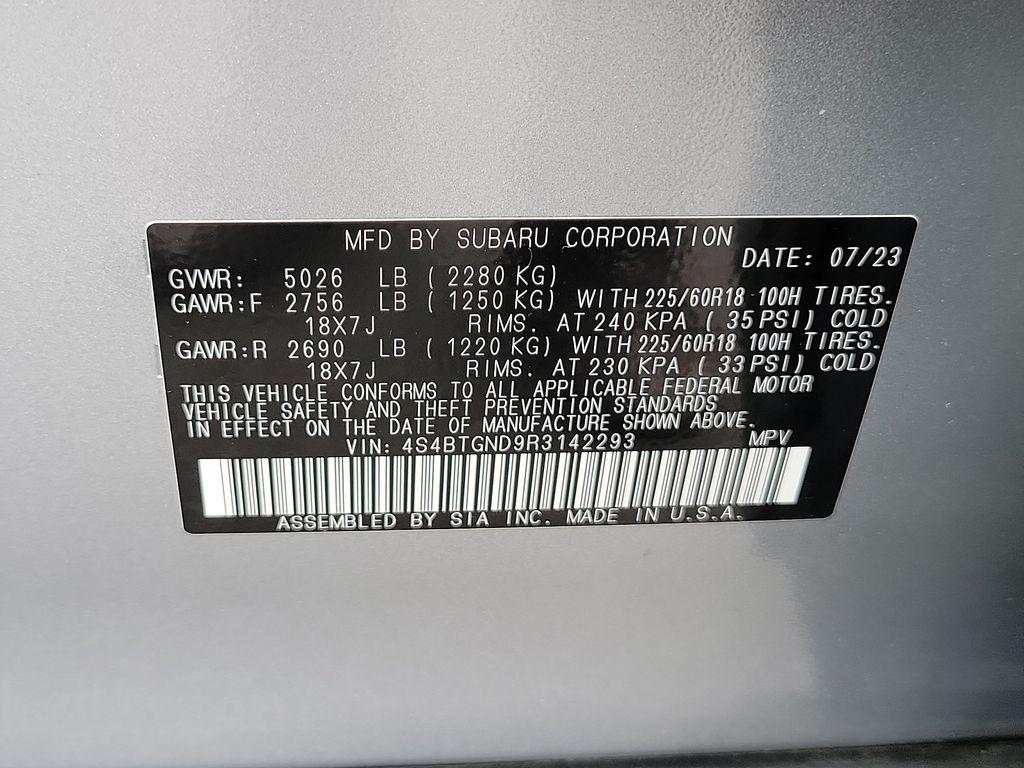 MFD BY SUBARU CORPORATION
DATE: 07/23
GVWR: 5026 LB ( 2280 KG)
GAWR:F 2756 LB ( 1250 KG) WITH 225/60R18 100H TIRES.
18X7J RIMS. AT 240 KPA ( 35 PSI) COLD
GAWR:R 2690 LB ( 1220 KG) WITH 225/60R18 100H TIRES.
18X7J RIMS. AT 230 KPA ( 33 PSI) COLD
THIS VEHICLE CONFORMS TO ALL APPLICABLE FEDERAL MOTOR
VEHICLE SAFETY AND THEFT PREVENTION STANDARDS
IN EFFECT ON THE DATE OF MANUFACTURE SHOWN ABOVE.
VIN: 4S4BTGND9R3142293 MPV
ASSEMBLED BY SIA INC. MADE IN U.S.A.